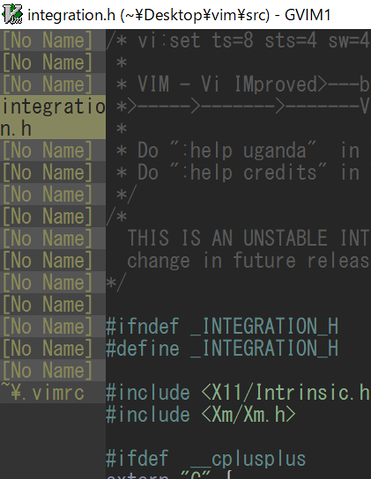 integration.h (~¥Desktop¥vim¥src) - GVIM1
[No Name] /* vi:set ts=8 sts=4 sw=4
[No Name]  *
[No Name]  * VIM - Vi IMproved>---b
integratio *>----->------->-------V
n.h        *
[No Name]  * Do ":help uganda"  in
[No Name]  * Do ":help credits" in
[No Name]  */
[No Name] /*
[No Name]   THIS IS AN UNSTABLE INT
[No Name]   change in future releas
[No Name] */
[No Name]
[No Name] #ifndef _INTEGRATION_H
[No Name] #define _INTEGRATION_H
[No Name]
~¥.vimrc  #include <X11/Intrinsic.h
#include <Xm/Xm.h>
#ifdef __cplusplus
extern "C" {